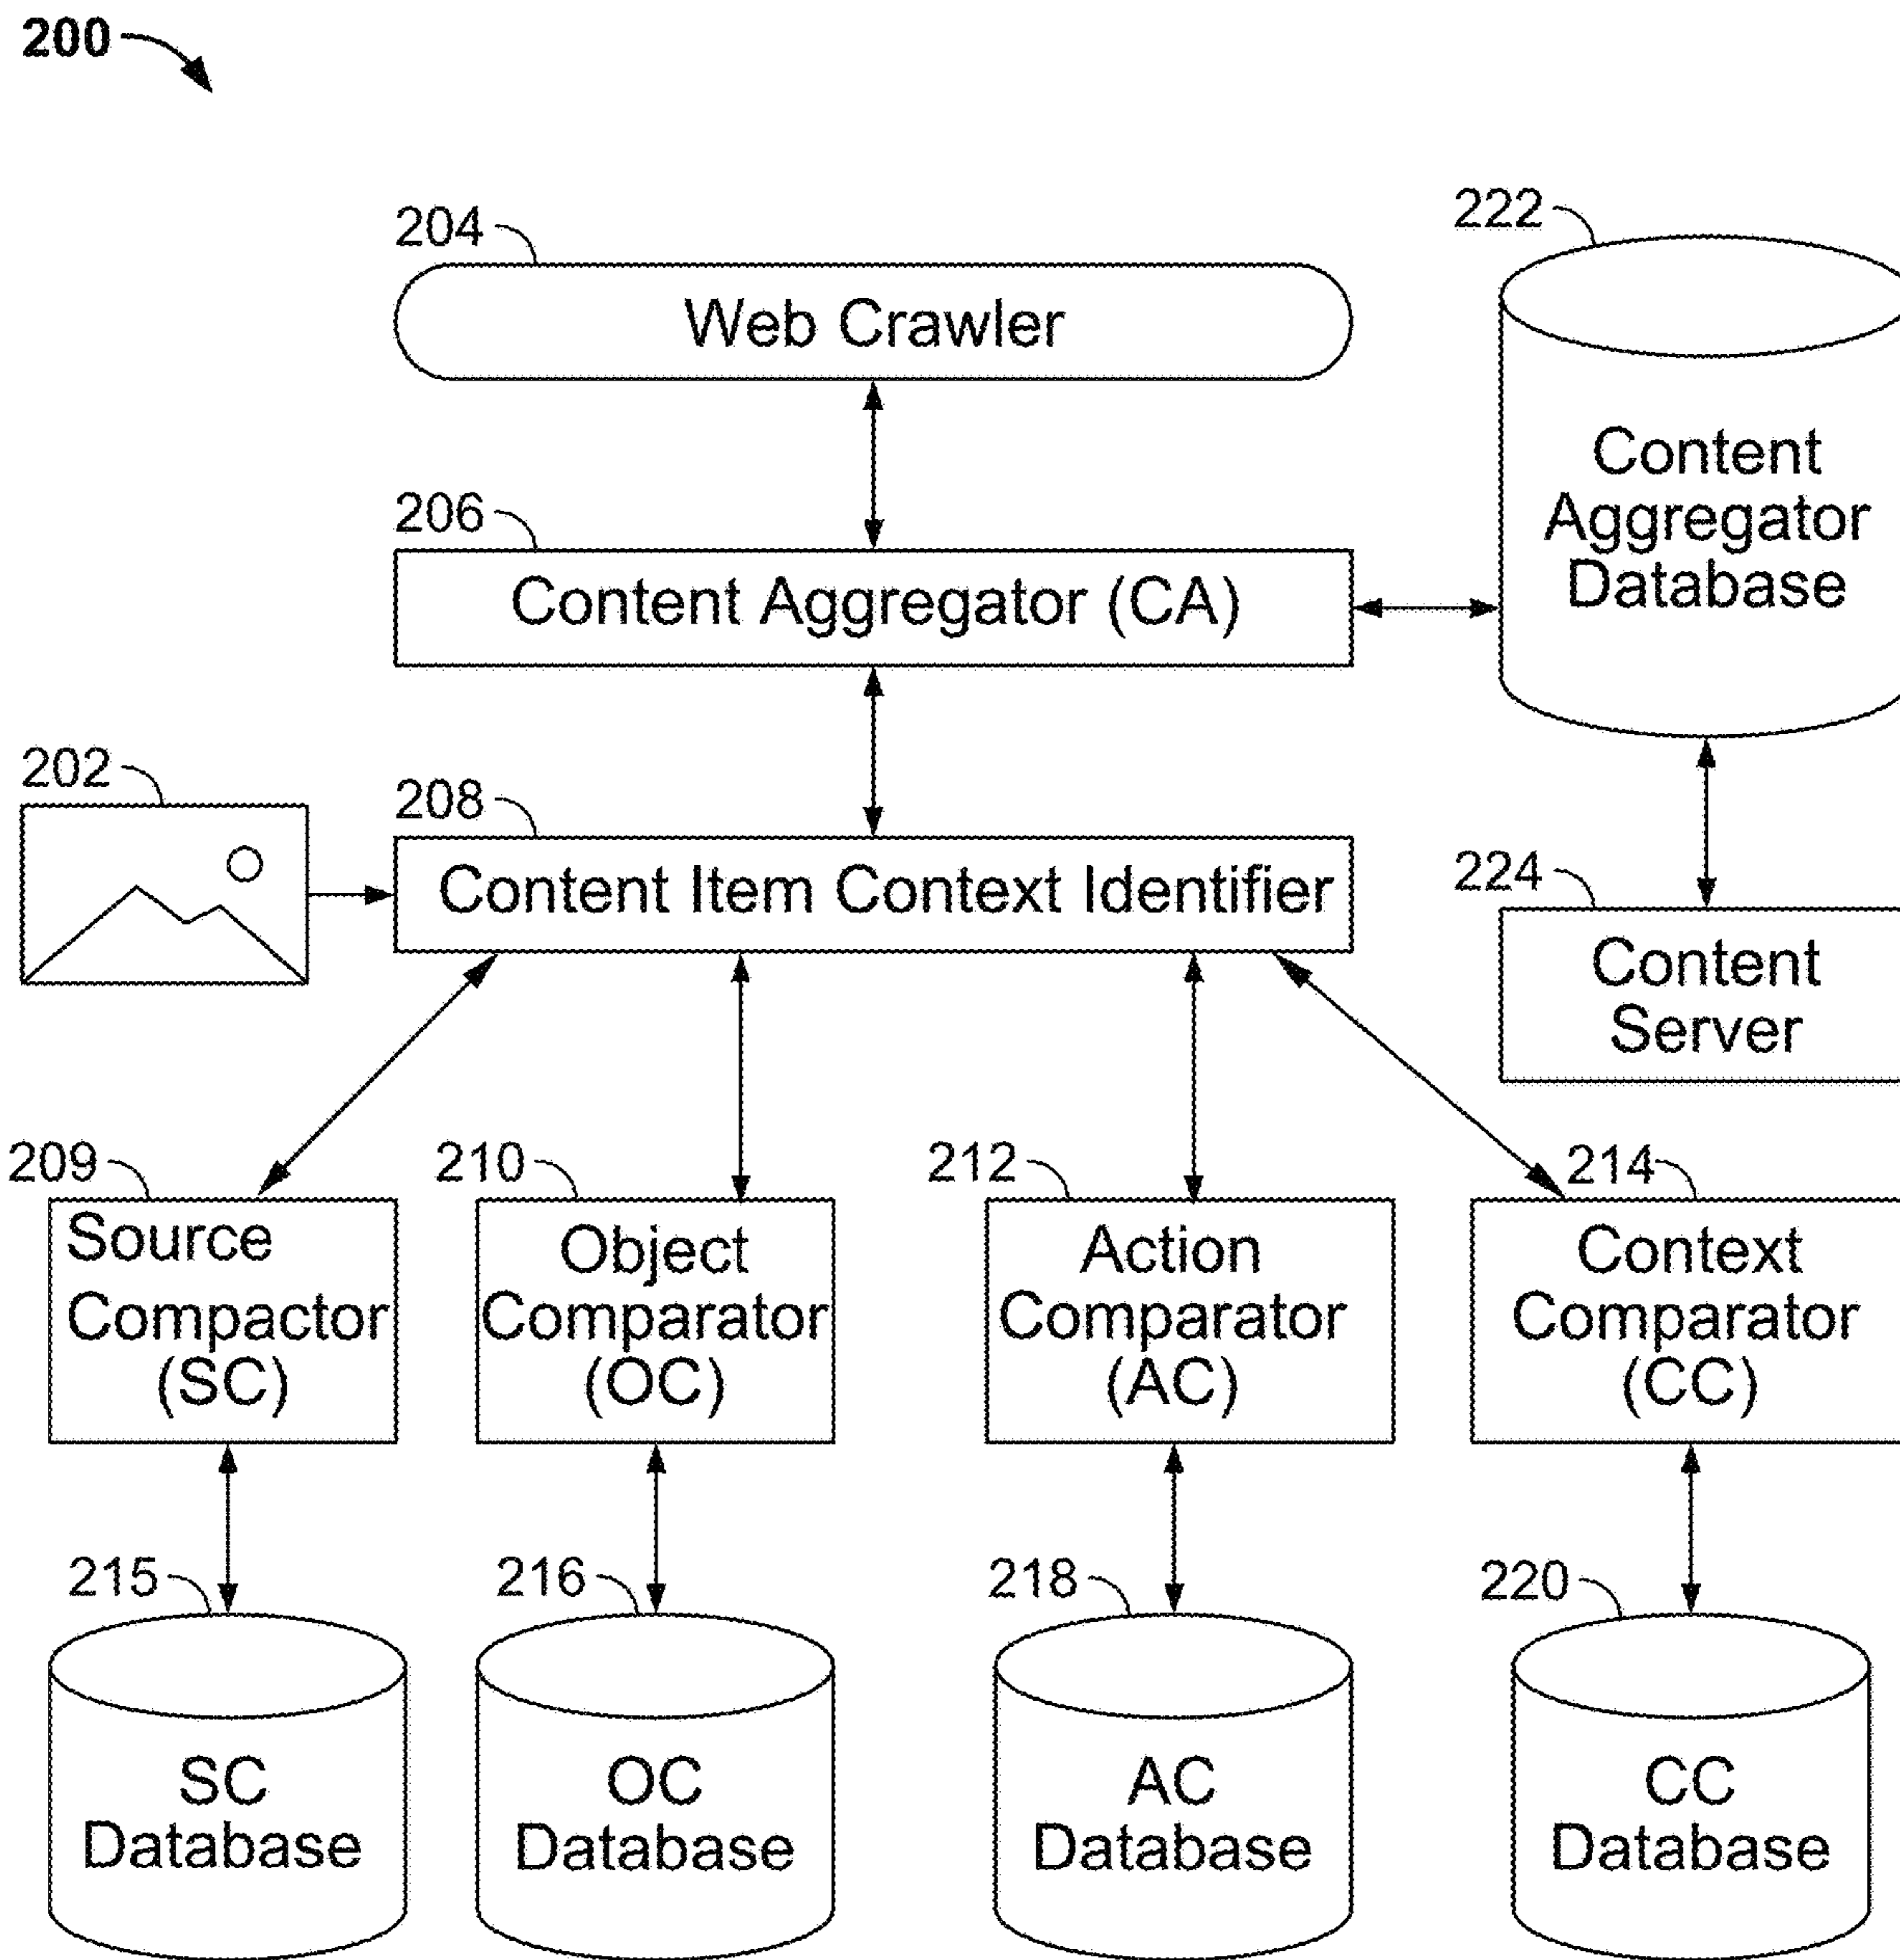 200
204
Web Crawler
222
Content
Aggregator
Database
206
Content Aggregator (CA)
202
208
Content Item Context Identifier
224
Content
Server
209
Source
Compactor
(SC)
210
Object
Comparator
(OC)
212
Action
Comparator
(AC)
214
Context
Comparator
(CC)
215
SC
Database
216
OC
Database
218
AC
Database
220
CC
Database